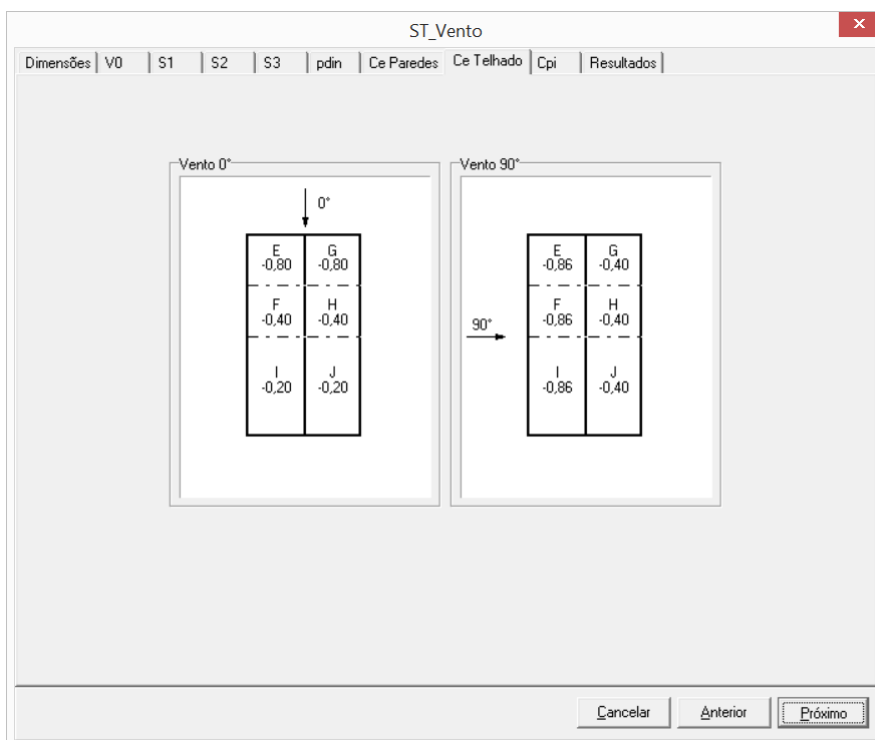 ST_Vento
Dimensões V0 S1 S2 S3 pdin Ce Paredes Ce Telhado Cpi Resultados
Vento 0°
0°
E G
-0,80 -0,80
F H
-0,40 -0,40
I J
-0,20 -0,20
Vento 90°
90°
E G
-0,86 -0,40
F H
-0,86 -0,40
I J
-0,86 -0,40
Cancelar Anterior Próximo